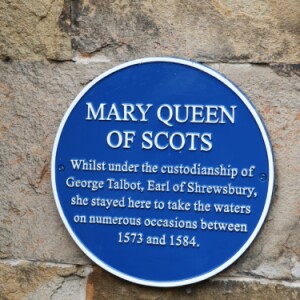 MARY QUEEN
OF SCOTS
Whilst under the custodianship of
George Talbot, Earl of Shrewsbury,
she stayed here to take the waters
on numerous occasions between
1573 and 1584.